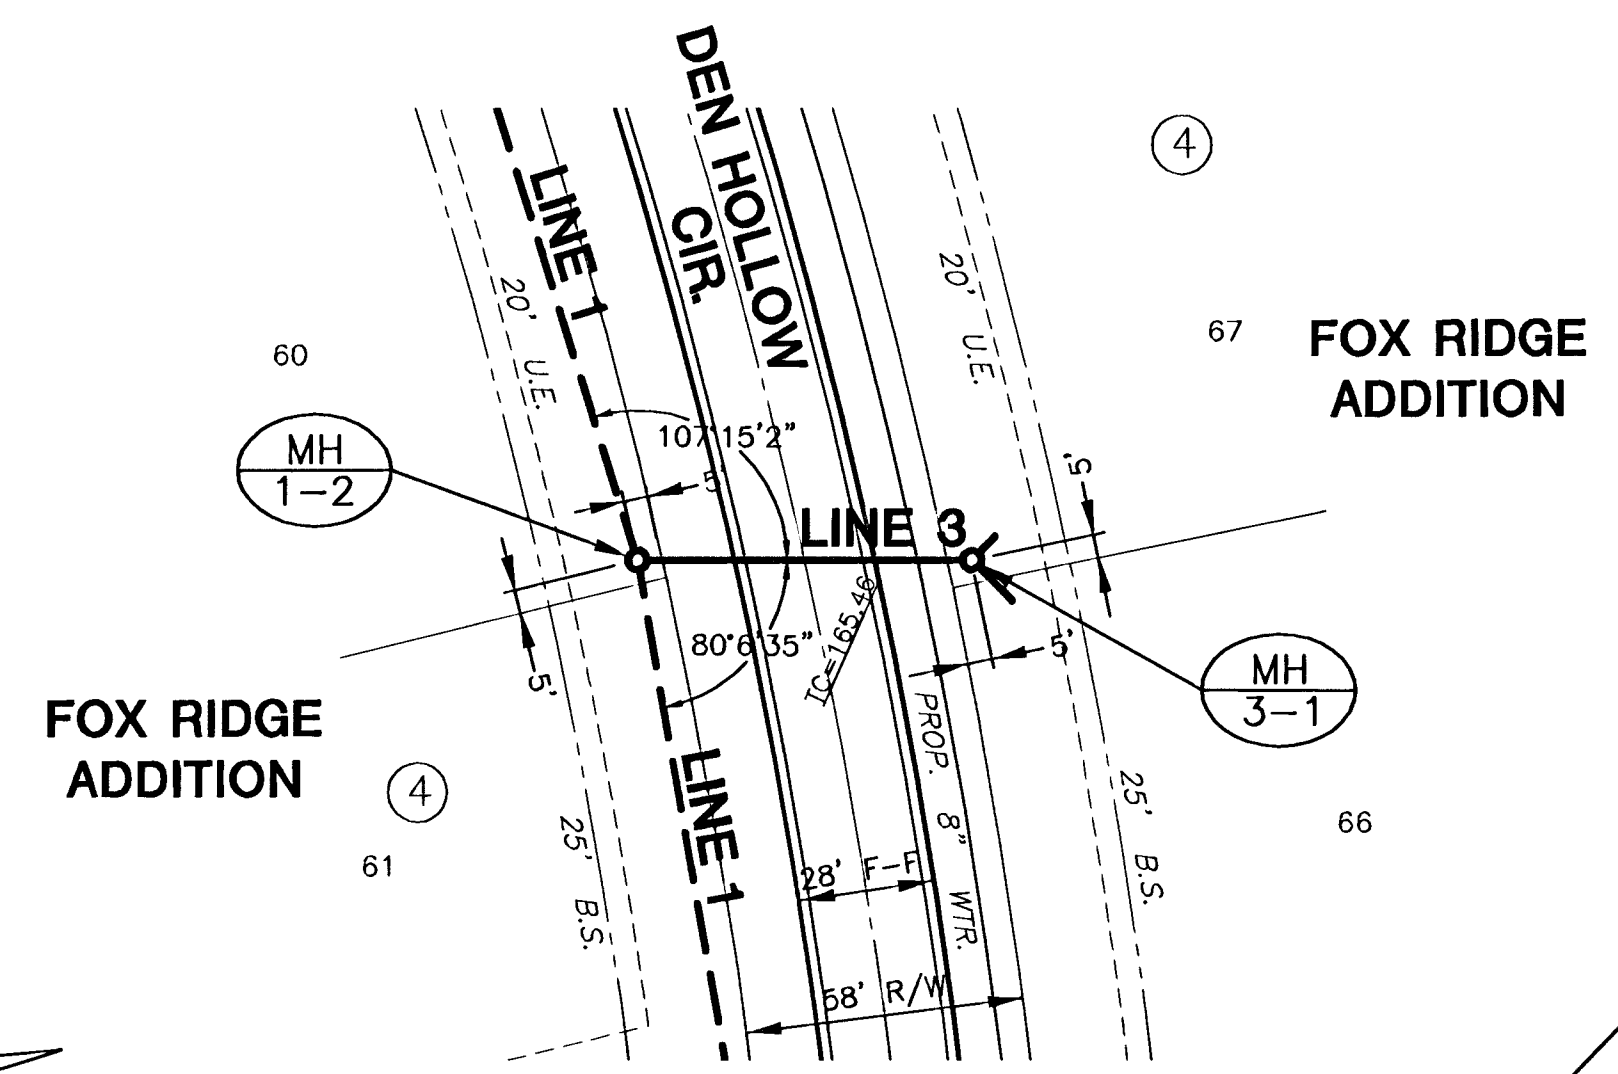 DEN HOLLOW
CIR.
4
LINE 1
20' U.E.
20' U.E.
60
67
FOX RIDGE
ADDITION
107°15'2"
MH
1-2
5'
5'
LINE 3
TC=165.46
80°6'35"
5'
5'
MH
3-1
FOX RIDGE
ADDITION
4
61
LINE 1
PROP. 8" WTR.
25' B.S.
25' B.S.
66
28' F-F
58' R/W